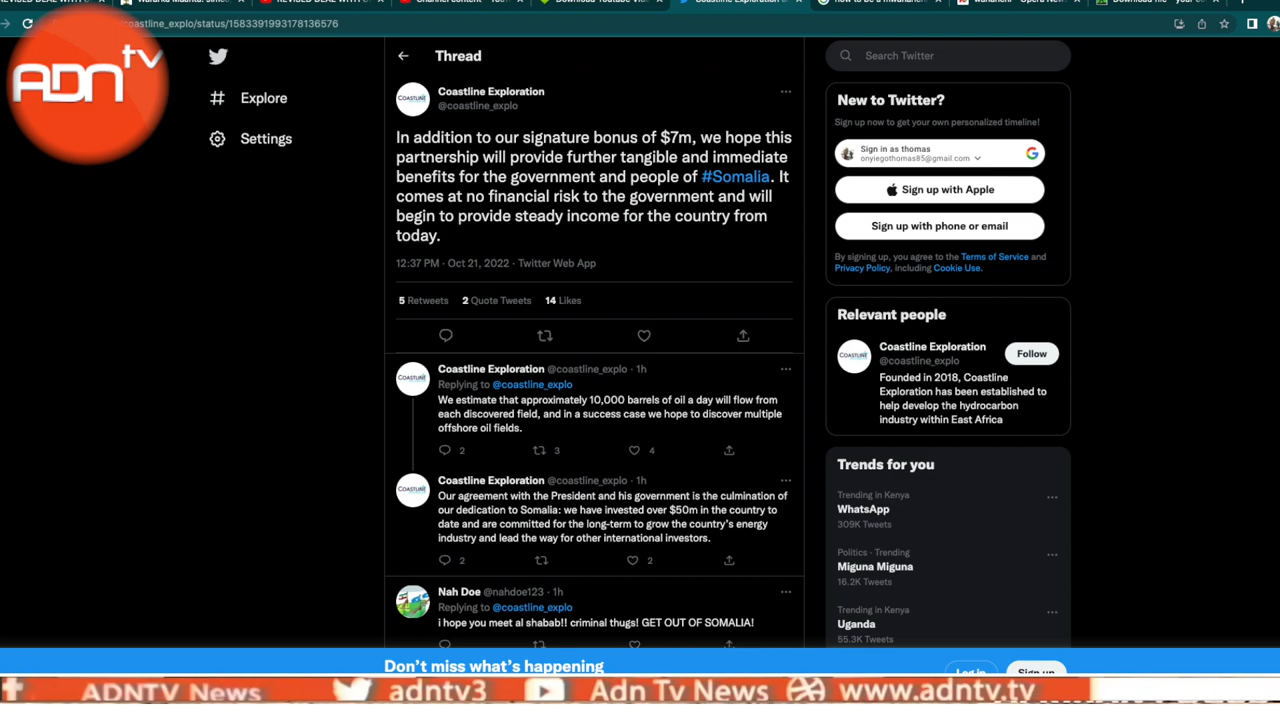 coastline_explo/status/1583391993178136576
ADN tv
Explore
Settings
Thread
Coastline Exploration
@coastline_explo
In addition to our signature bonus of $7m, we hope this
partnership will provide further tangible and immediate
benefits for the government and people of #Somalia. It
comes at no financial risk to the government and will
begin to provide steady income for the country from
today.
12:37 PM · Oct 21, 2022 · Twitter Web App
5 Retweets 2 Quote Tweets 14 Likes
Coastline Exploration @coastline_explo · 1h
Replying to @coastline_explo
We estimate that approximately 10,000 barrels of oil a day will flow from
each discovered field, and in a success case we hope to discover multiple
offshore oil fields.
2 3 4
Coastline Exploration @coastline_explo · 1h
Our agreement with the President and his government is the culmination of
our dedication to Somalia: we have invested over $50m in the country to
date and are committed for the long-term to grow the country's energy
industry and lead the way for other international investors.
2 2
Nah Doe @nahdoe123 · 1h
Replying to @coastline_explo
i hope you meet al shabab!! criminal thugs! GET OUT OF SOMALIA!
Search Twitter
New to Twitter?
Sign up now to get your own personalized timeline!
Sign in as thomas
onyiegothomas85@gmail.com
Sign up with Apple
Sign up with phone or email
By signing up, you agree to the Terms of Service and
Privacy Policy, including Cookie Use.
Relevant people
Coastline Exploration
@coastline_explo
Follow
Founded in 2018, Coastline
Exploration has been established to
help develop the hydrocarbon
industry within East Africa
Trends for you
Trending in Kenya
WhatsApp
309K Tweets
Politics · Trending
Miguna Miguna
16.2K Tweets
Trending in Kenya
Uganda
55.3K Tweets
Don't miss what's happening
Log in Sign up
ADNTV News adntv3 Adn Tv News www.adntv.tv